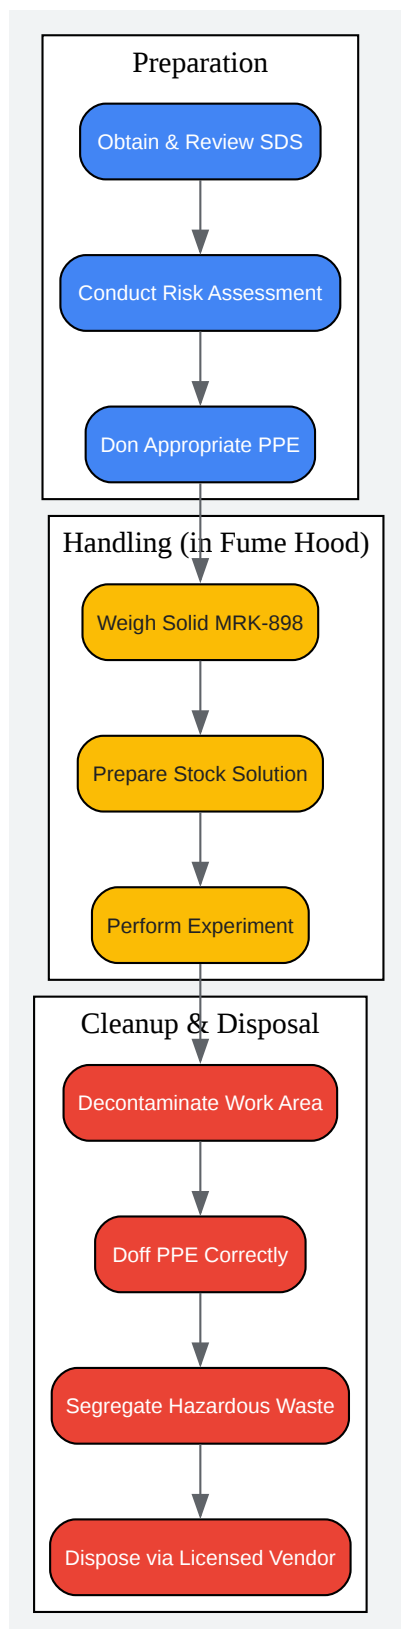 Preparation
Obtain & Review SDS
Conduct Risk Assessment
Don Appropriate PPE
Handling (in Fume Hood)
Weigh Solid MRK-898
Prepare Stock Solution
Perform Experiment
Cleanup & Disposal
Decontaminate Work Area
Doff PPE Correctly
Segregate Hazardous Waste
Dispose via Licensed Vendor